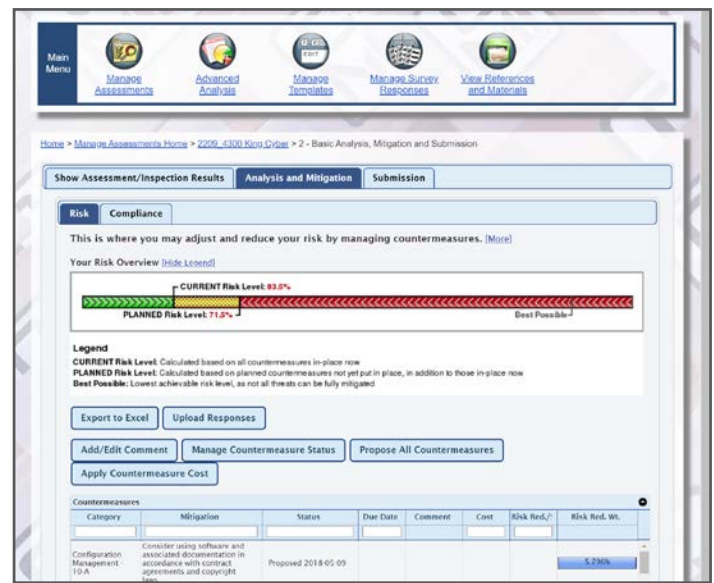 Main
Menu
Manage
Assessments
Advanced
Analysis
EDIT
Manage
Templates
Manage Survey
Responses
View References
and Materials
Home > Manage Assessments Home > 2209_4300 King Cyber > 2 - Basic Analysis, Mitigation and Submission
Show Assessment/Inspection Results
Analysis and Mitigation
Submission
Risk
Compliance
This is where you may adjust and reduce your risk by managing countermeasures. [More]
Your Risk Overview [Hide Legend]
CURRENT Risk Level: 83.5%
PLANNED Risk Level: 71.5%
Best Possible
Legend
CURRENT Risk Level: Calculated based on all countermeasures in-place now
PLANNED Risk Level: Calculated based on planned countermeasures not yet put in place, in addition to those in-place now
Best Possible: Lowest achievable risk level, as not all threats can be fully mitigated
Export to Excel
Upload Responses
Add/Edit Comment
Manage Countermeasure Status
Propose All Countermeasures
Apply Countermeasure Cost
Countermeasures
Category
Mitigation
Status
Due Date
Comment
Cost
Risk Red./
Risk Red. Wt.
Configuration
Management -
10-A
Consider using software and
associated documentation in
accordance with contract
agreements and copyright
laws
Proposed 2018-05-09
5.296%